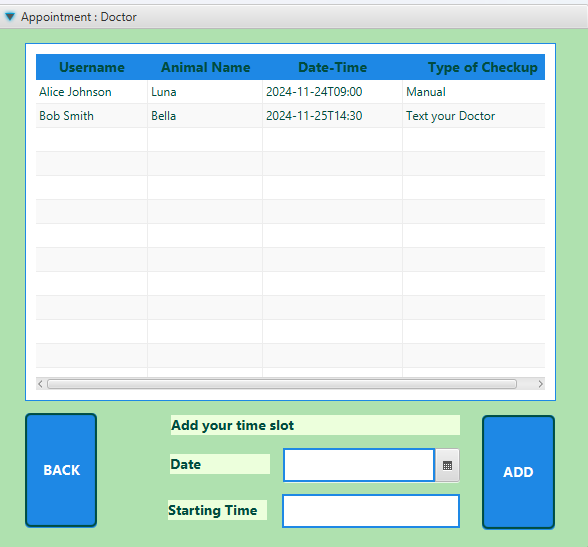 Appointment : Doctor
Username Animal Name Date-Time Type of Checkup
Alice Johnson Luna 2024-11-24T09:00 Manual
Bob Smith Bella 2024-11-25T14:30 Text your Doctor
Add your time slot
BACK
Date
ADD
Starting Time